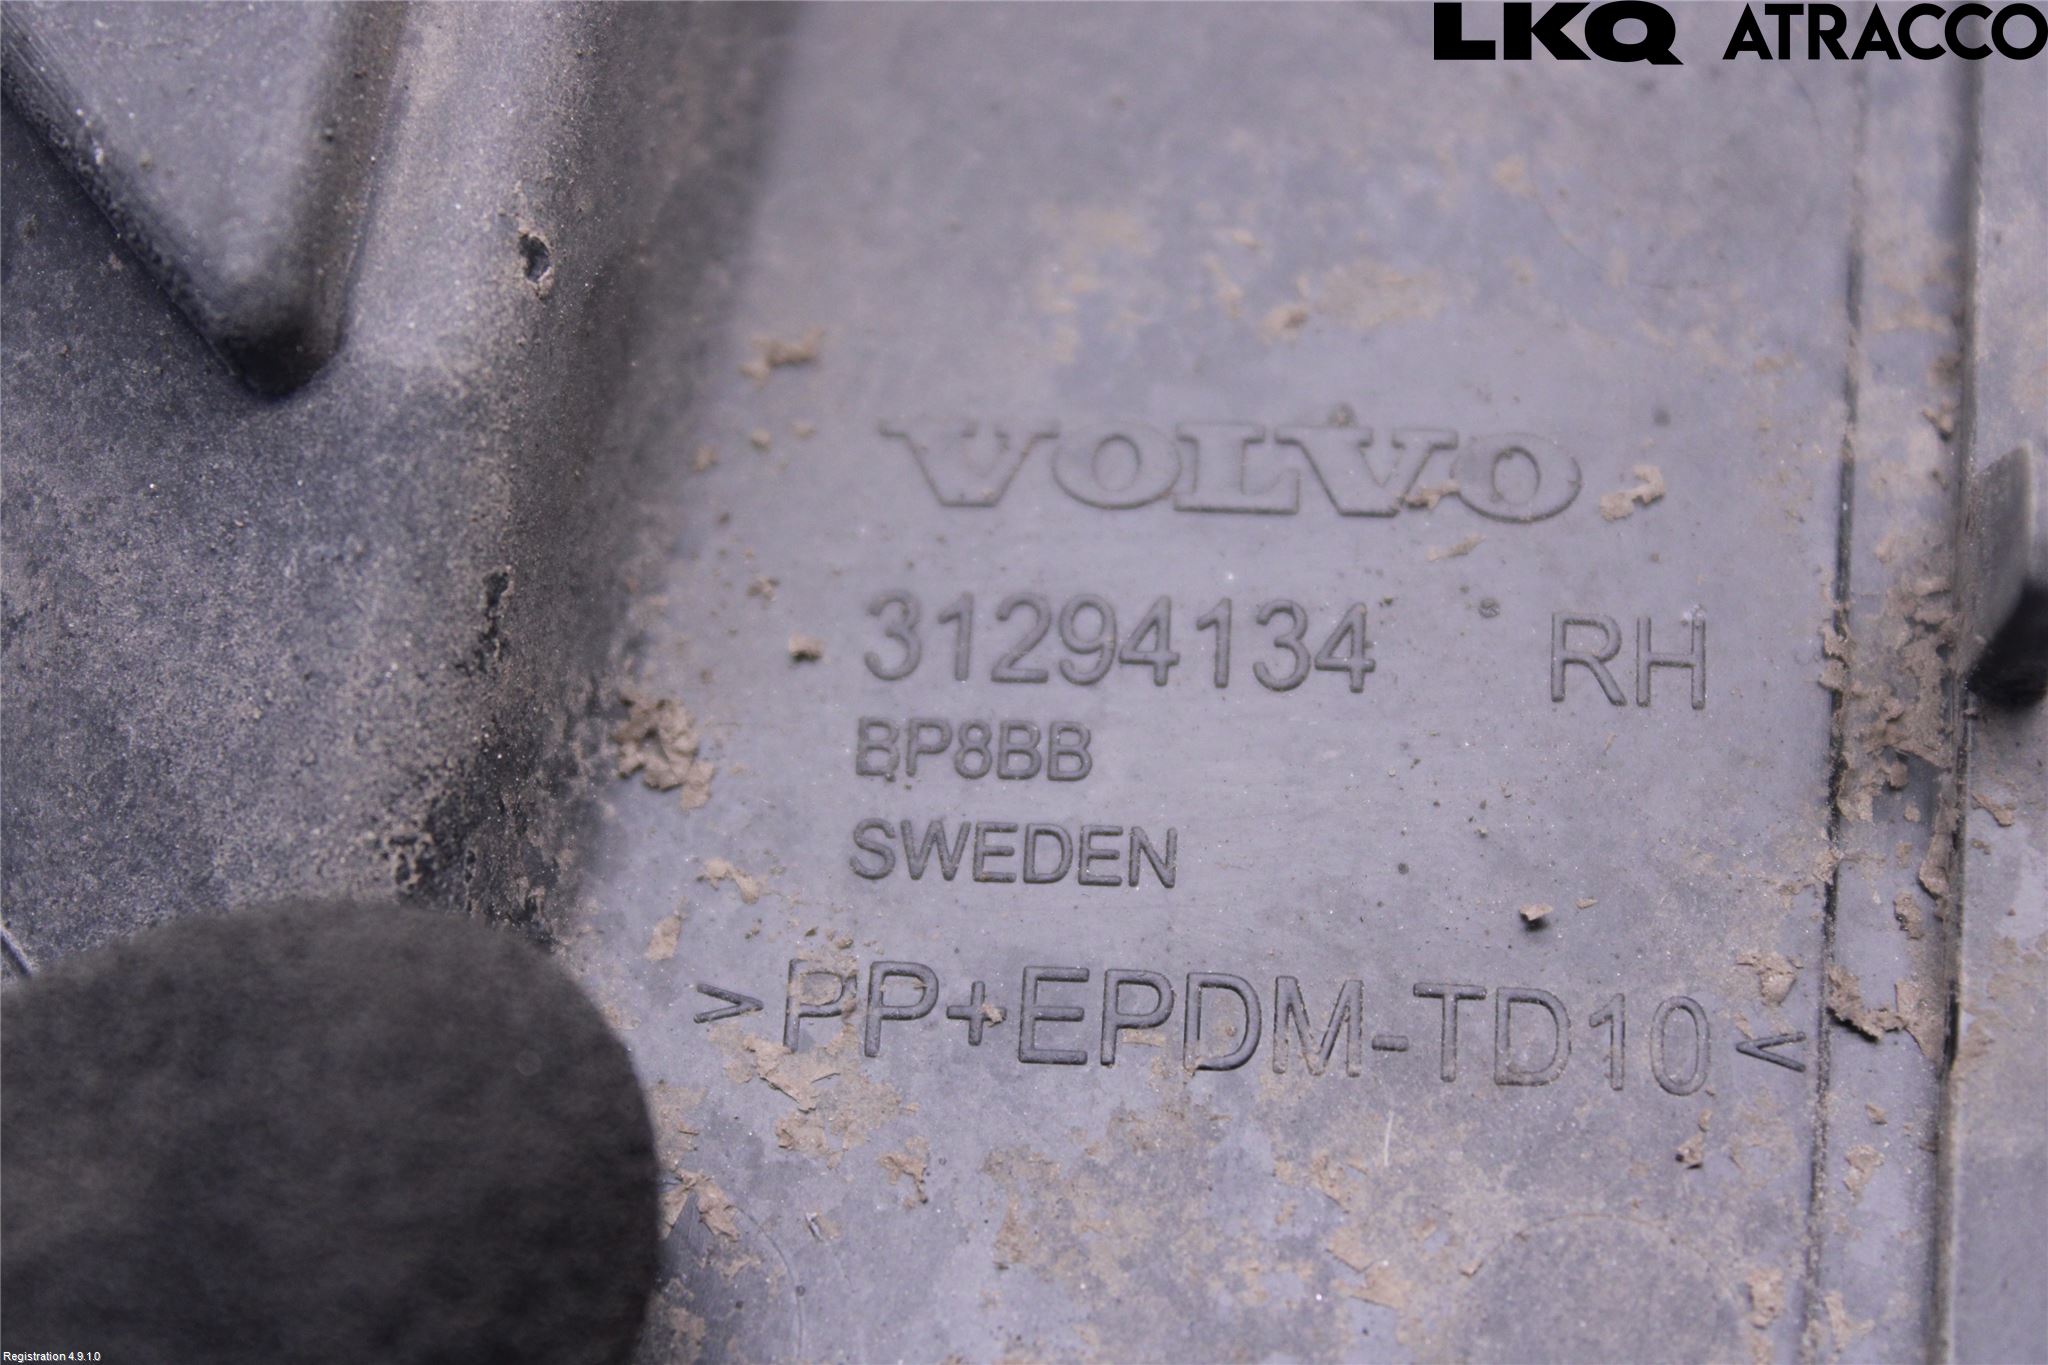 LKQ ATRACCO
VOLVO
31294134 RH
BP8BB
SWEDEN
>PP+EPDM-TD10<
Registration 4.9.1.0